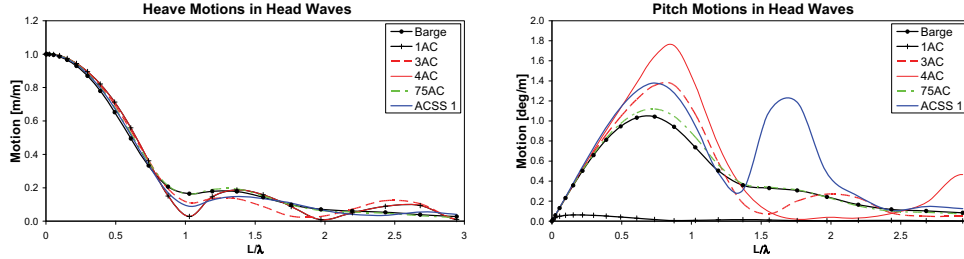 Heave Motions in Head Waves
Motion [m/m]
1.2
1.0
0.8
0.6
0.4
0.2
0.0
0
0.5
1
1.5
2
2.5
3
L/λ
Barge
1AC
3AC
4AC
75AC
ACSS 1
Pitch Motions in Head Waves
Motion [deg/m]
2.0
1.8
1.6
1.4
1.2
1.0
0.8
0.6
0.4
0.2
0.0
0
0.5
1
1.5
2
2.5
L/λ
Barge
1AC
3AC
4AC
75AC
ACSS 1